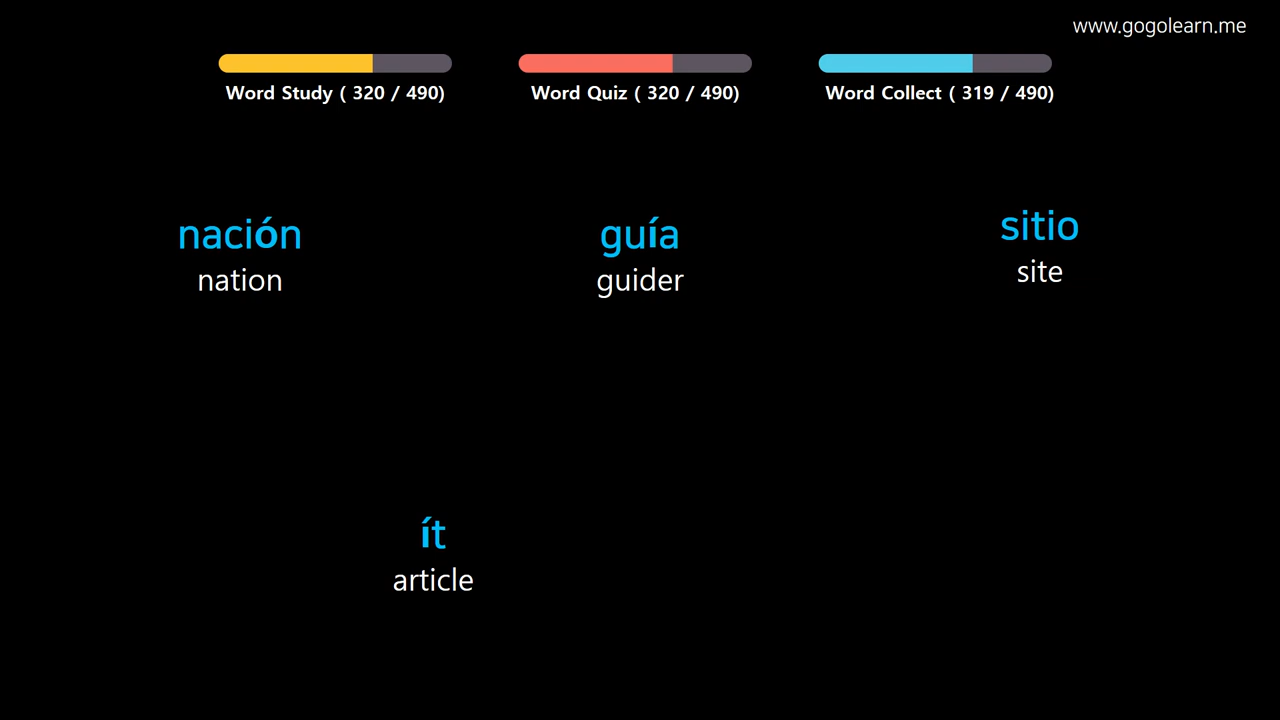 www.gogolearn.me
Word Study ( 320 / 490)
Word Quiz ( 320 / 490)
Word Collect ( 319 / 490)
nación
guía
sitio
nation
guider
site
ít
article